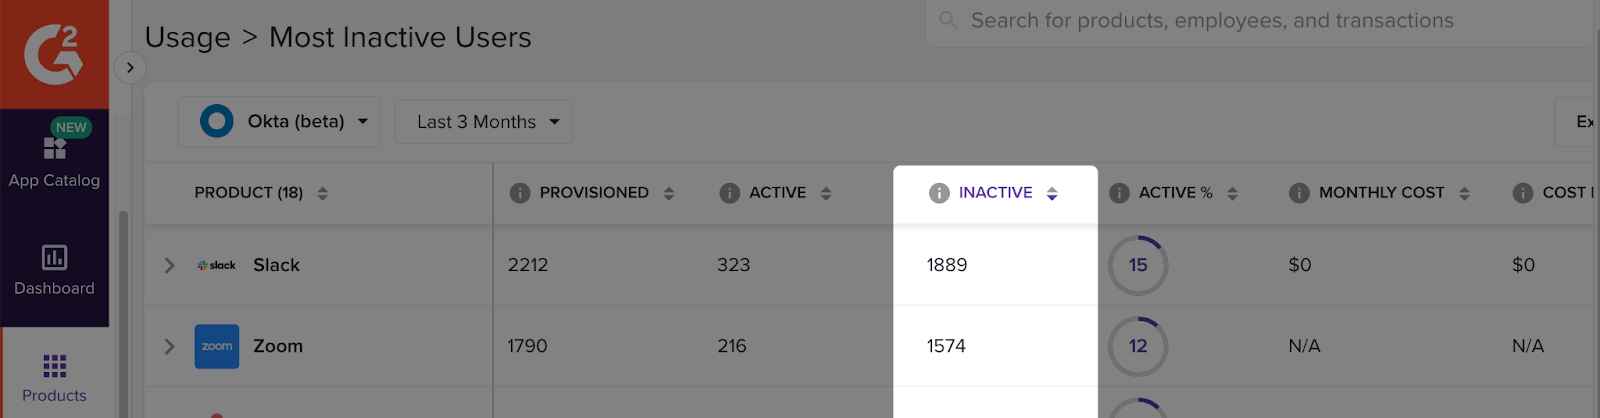 Search for products, employees, and transactions
Usage > Most Inactive Users
G2
Okta (beta) Last 3 Months Ex
NEW
App Catalog
PRODUCT (18) PROVISIONED ACTIVE INACTIVE ACTIVE % MONTHLY COST COST
slack Slack 2212 323 1889 15 $0 $0
Dashboard
zoom Zoom 1790 216 1574 12 N/A N/A
Products